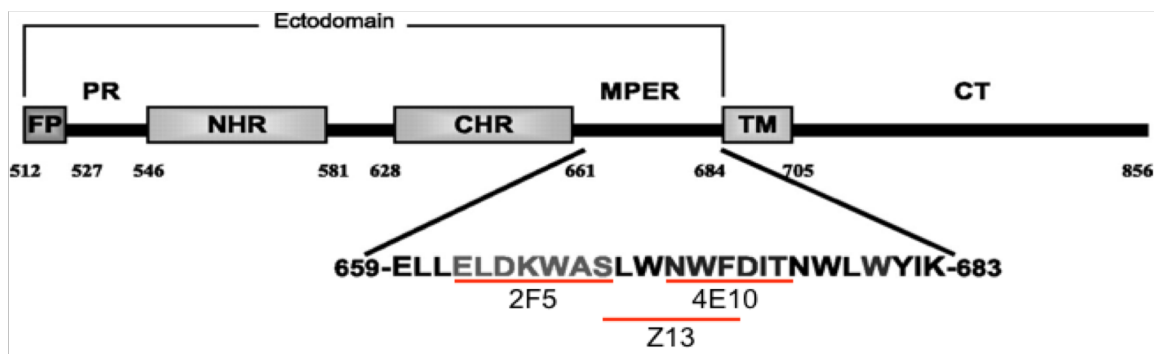 Ectodomain
PR MPER CT
FP NHR CHR TM
512 527 546 581 628 661 684 705 856
659-ELLELDKWASLWNWFDITNWLWYIK-683
2F5 4E10
Z13